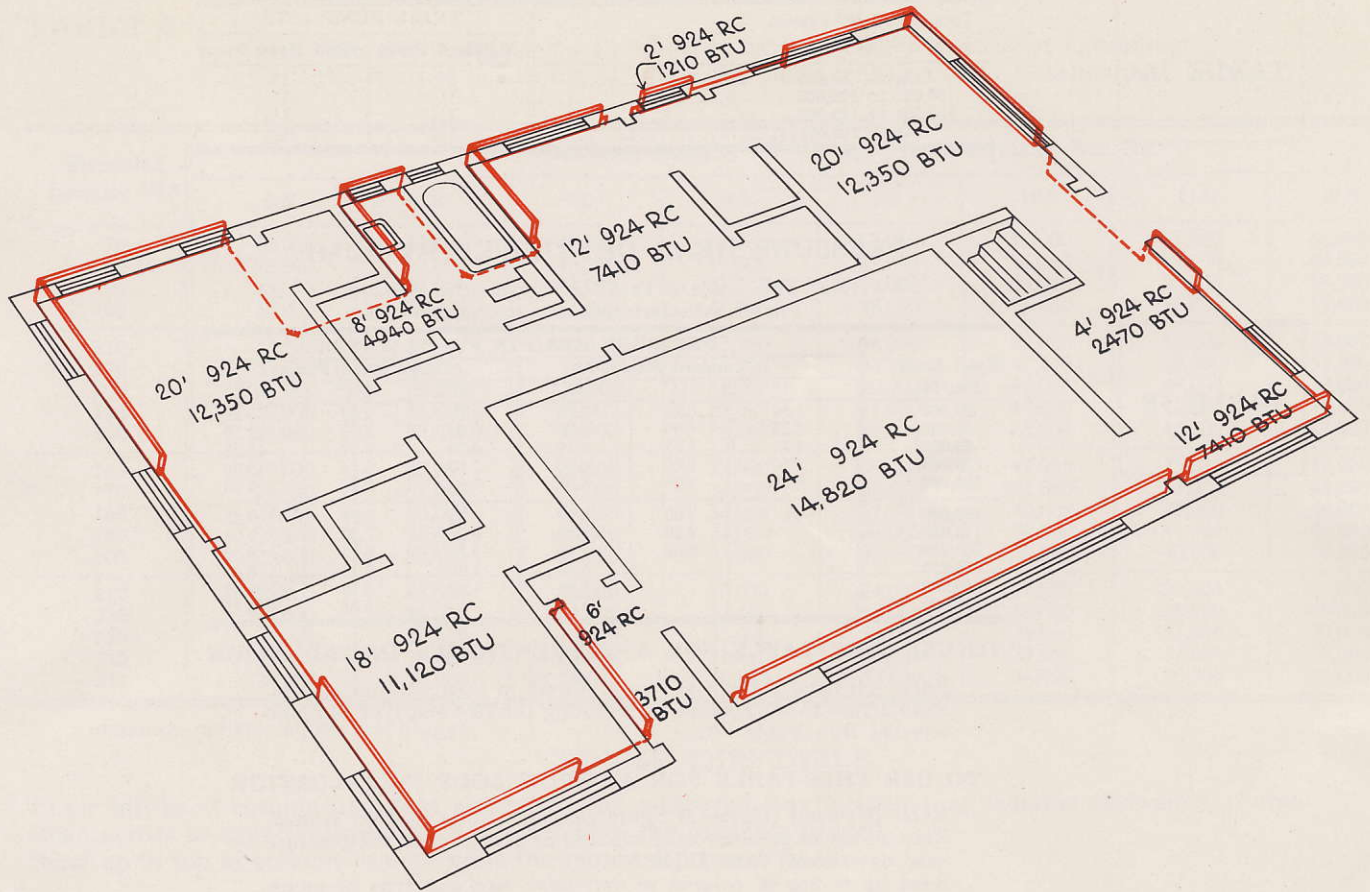 2' 924 RC
1210 BTU
20' 924 RC
12,350 BTU
12' 924 RC
7410 BTU
8' 924 RC
4940 BTU
4' 924 RC
2470 BTU
20' 924 RC
12,350 BTU
12' 924 RC
7410 BTU
24' 924 RC
14,820 BTU
6'
924 RC
18' 924 RC
11,120 BTU
3710
BTU